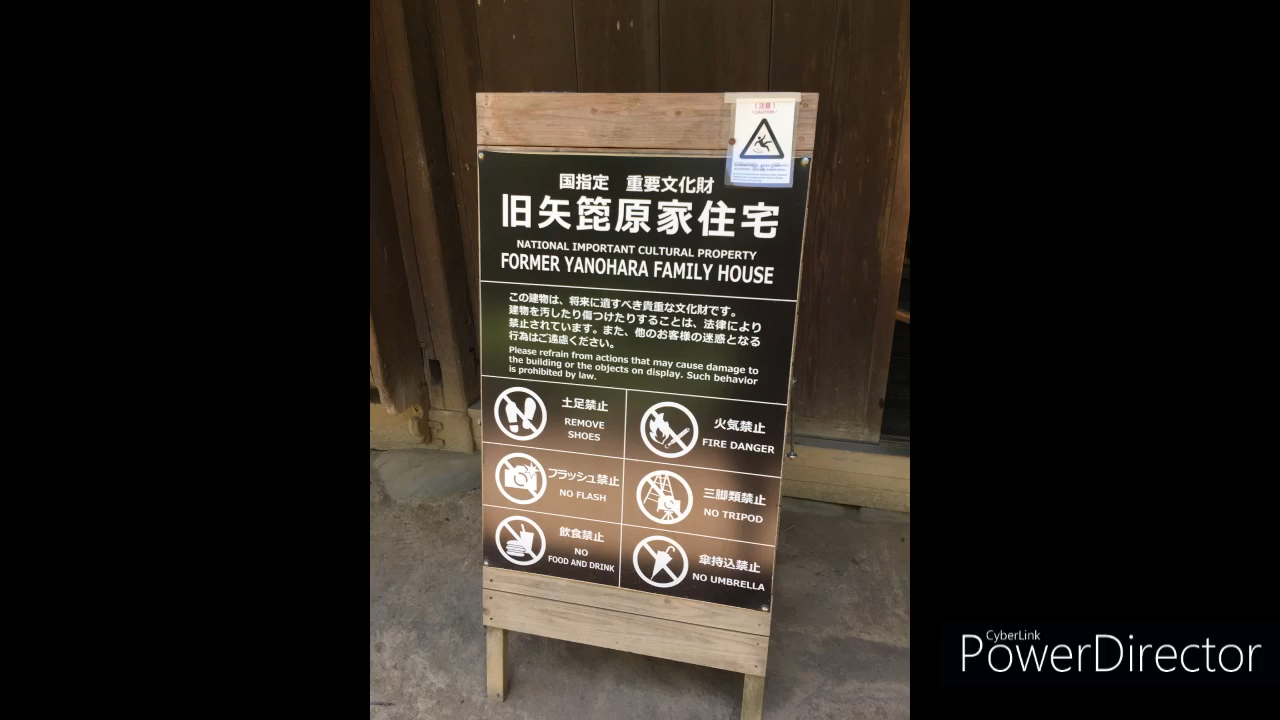 (注意)
国指定 重要文化財
旧矢箆原家住宅
NATIONAL IMPORTANT CULTURAL PROPERTY
FORMER YANOHARA FAMILY HOUSE
この建物は、将来に遺すべき貴重な文化財です。
建物を汚したり傷つけたりすることは、法律により
禁止されています。また、他のお客様の迷惑となる
行為はご遠慮ください。
Please refrain from actions that may cause damage to
the building or the objects on display. Such behavior
is prohibited by law.
土足禁止
REMOVE
SHOES
火気禁止
FIRE DANGER
フラッシュ禁止
NO FLASH
三脚類禁止
NO TRIPOD
飲食禁止
NO
FOOD AND DRINK
傘持込禁止
NO UMBRELLA
CyberLink
PowerDirector